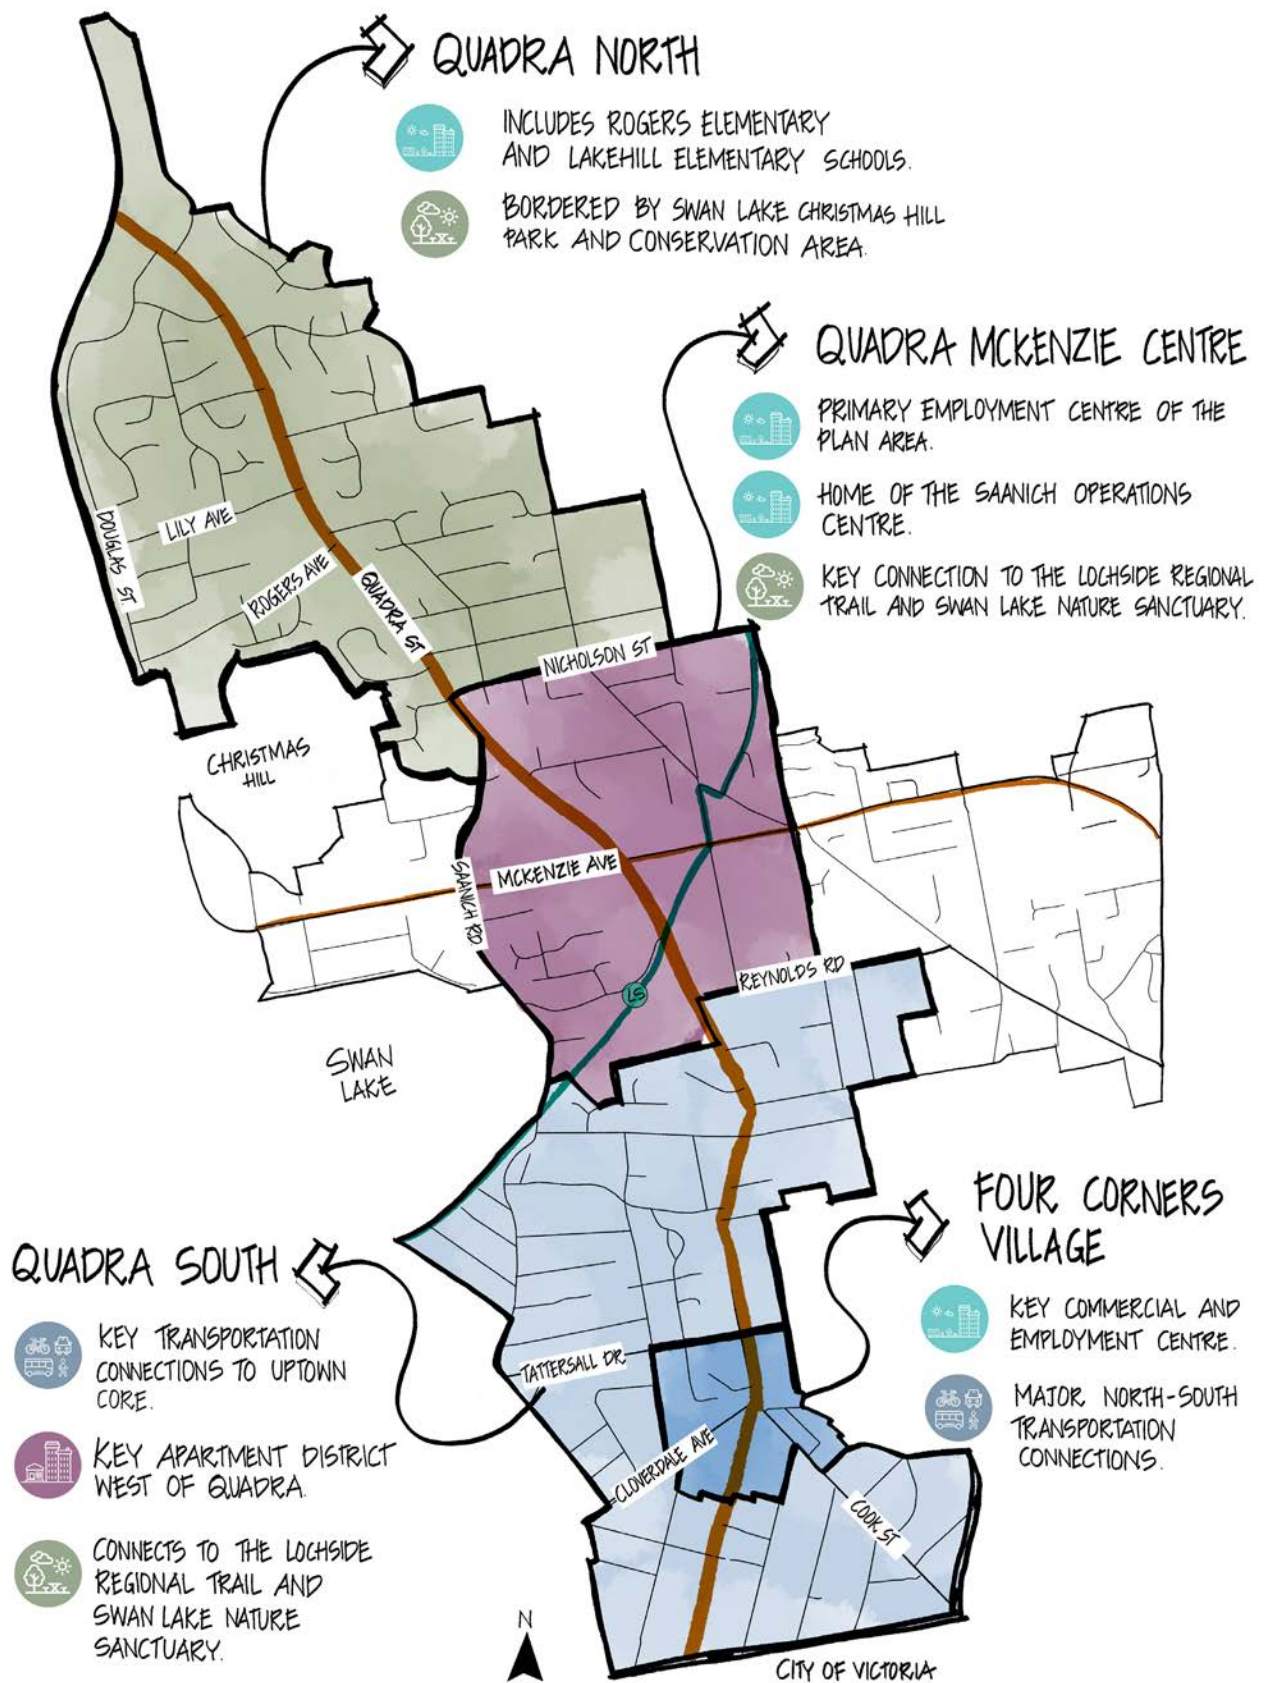 QUADRA NORTH
INCLUDES ROGERS ELEMENTARY
AND LAKEHILL ELEMENTARY SCHOOLS.
BORDERED BY SWAN LAKE CHRISTMAS HILL
PARK AND CONSERVATION AREA.
QUADRA MCKENZIE CENTRE
PRIMARY EMPLOYMENT CENTRE OF THE
PLAN AREA.
HOME OF THE SAANICH OPERATIONS
CENTRE.
KEY CONNECTION TO THE LOCHSIDE REGIONAL
TRAIL AND SWAN LAKE NATURE SANCTUARY.
DOUGLAS ST.
LILY AVE
ROGERS AVE
QUADRA ST
NICHOLSON ST
CHRISTMAS
HILL
SAANICH RD.
MCKENZIE AVE
REYNOLDS RD
LS
SWAN
LAKE
FOUR CORNERS
VILLAGE
KEY COMMERCIAL AND
EMPLOYMENT CENTRE.
MAJOR NORTH-SOUTH
TRANSPORTATION
CONNECTIONS.
QUADRA SOUTH
KEY TRANSPORTATION
CONNECTIONS TO UPTOWN
CORE.
KEY APARTMENT DISTRICT
WEST OF QUADRA.
CONNECTS TO THE LOCHSIDE
REGIONAL TRAIL AND
SWAN LAKE NATURE
SANCTUARY.
TATTERSALL DR.
CLOVERDALE AVE
COOK ST
N
CITY OF VICTORIA